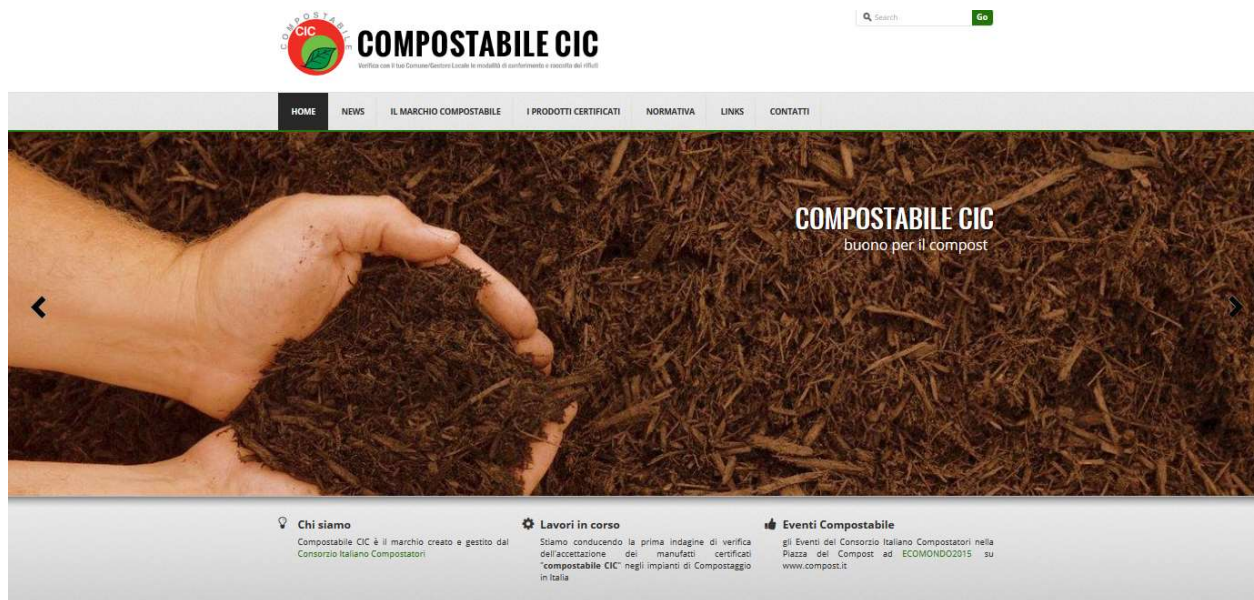 COMPOSTABILE
CIC
COMPOSTABILE CIC
Verifica con il tuo Comune/Gestore Locale le modalità di conferimento e raccolta dei rifiuti
Search
Go
HOME
NEWS
IL MARCHIO COMPOSTABILE
I PRODOTTI CERTIFICATI
NORMATIVA
LINKS
CONTATTI
COMPOSTABILE CIC
buono per il compost
Chi siamo
Compostabile CIC è il marchio creato e gestito dal
Consorzio Italiano Compostatori
Lavori in corso
Stiamo conducendo la prima indagine di verifica
dell'accettazione dei manufatti certificati
"compostabile CIC" negli impianti di Compostaggio
in Italia
Eventi Compostabile
gli Eventi del Consorzio Italiano Compostatori nella
Piazza del Compost ad ECOMONDO2015 su
www.compost.it